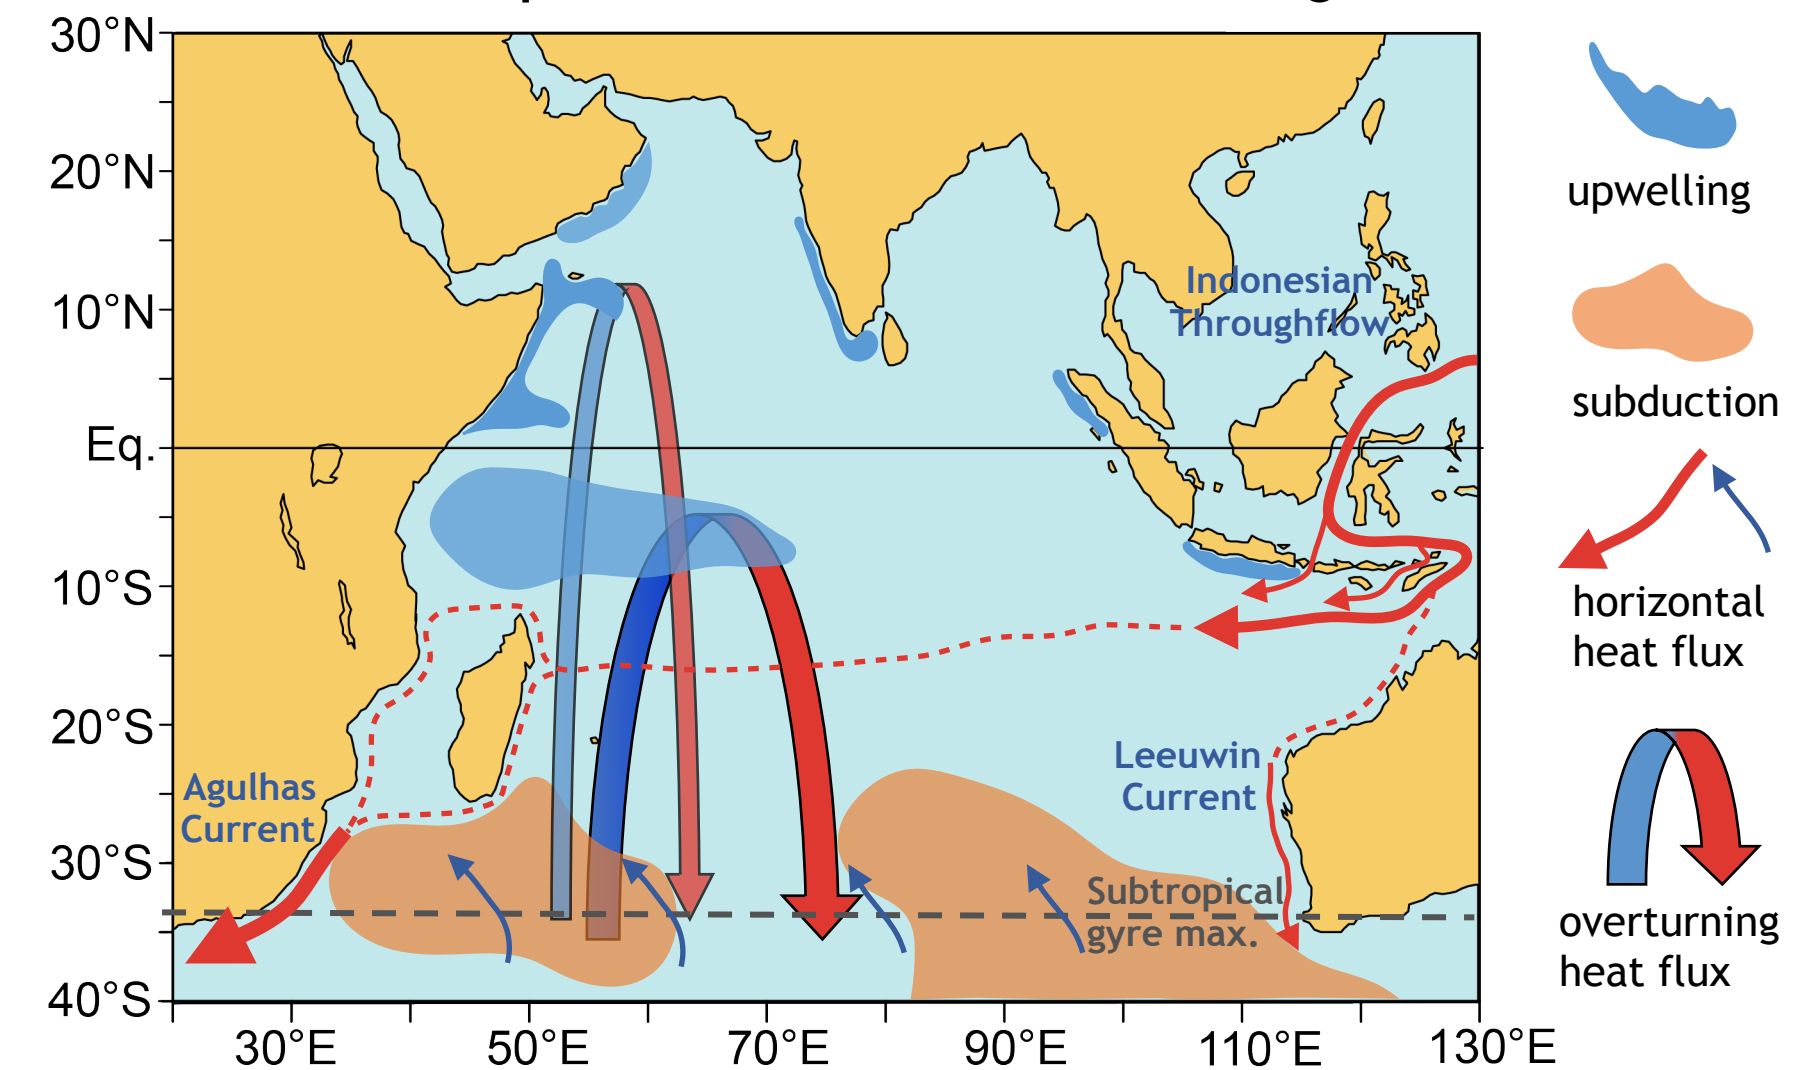 30°N
20°N
10°N
Eq.
10°S
20°S
30°S
40°S
30°E
50°E
70°E
90°E
110°E
130°E
Indonesian
Throughflow
Leeuwin
Current
Agulhas
Current
Subtropical
gyre max.
upwelling
subduction
horizontal
heat flux
overturning
heat flux